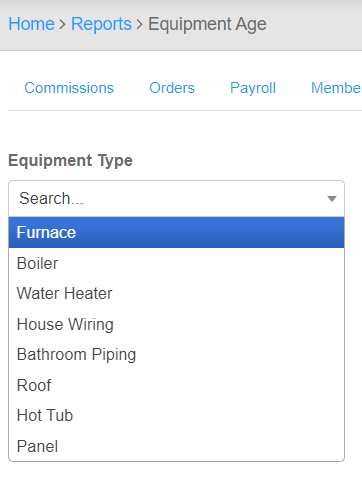 Home > Reports > Equipment Age
Commissions Orders Payroll Membe
Equipment Type
Search...
Furnace
Boiler
Water Heater
House Wiring
Bathroom Piping
Roof
Hot Tub
Panel